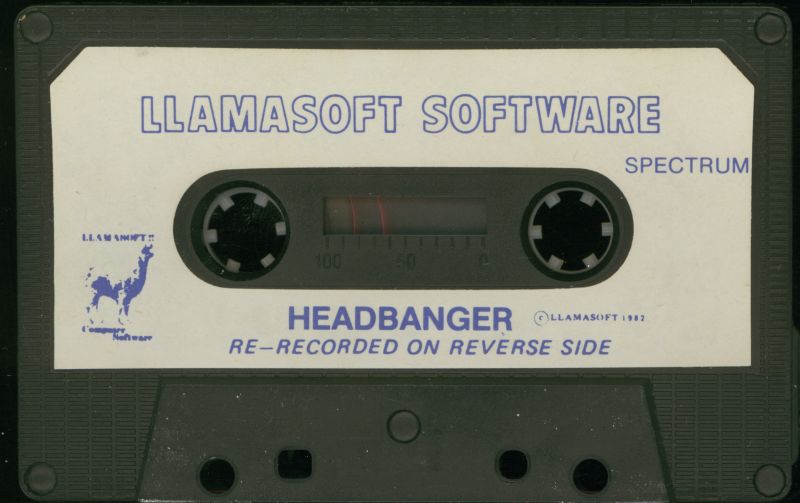 LLAMASOFT SOFTWARE
SPECTRUM
LLAMASOFT!!
Computer
Software
100 50 0
HEADBANGER
© LLAMASOFT 1982
RE-RECORDED ON REVERSE SIDE